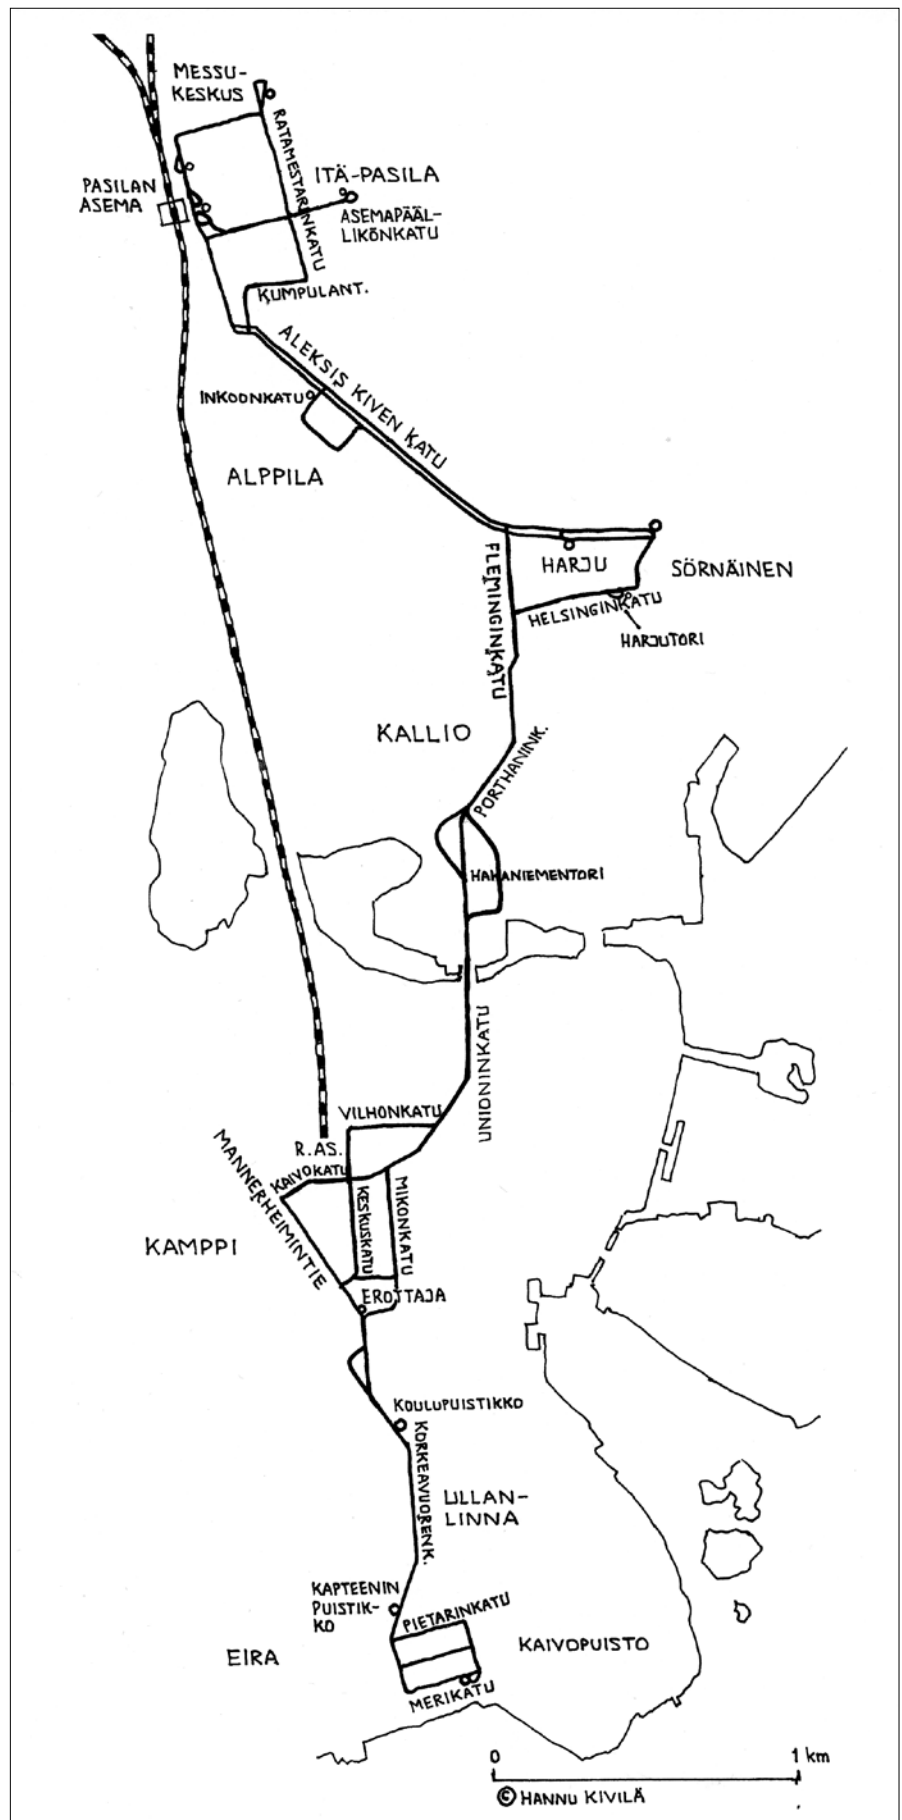 MESSU-
KESKUS
RATAMESTARINKATU
ITÄ-PASILA
PASILAN
ASEMA
ASEMAPÄÄL-
LIKÖNKATU
KUMPULANT.
ALEKSIS KIVEN KATU
INKOONKATU
ALPPILA
FLEMINGINKATU
HARJU
SÖRNÄINEN
HELSINGINKATU
HARJUTORI
KALLIO
PORTHANINK.
HAKANIEMENTORI
UNIONINKATU
VILHONKATU
R.AS.
MANNERHEIMINTIE
KAIVOKATU
KESKUSKATU
MIKONKATU
KAMPPI
EROTTAJA
KOULUPUISTIKKO
KORKEAVUORENK.
ULLAN-
LINNA
KAPTEENIN
PUISTIK-
KO
PIETARINKATU
EIRA
KAIVOPUISTO
MERIKATU
0 1 km
© HANNU KIVILÄ